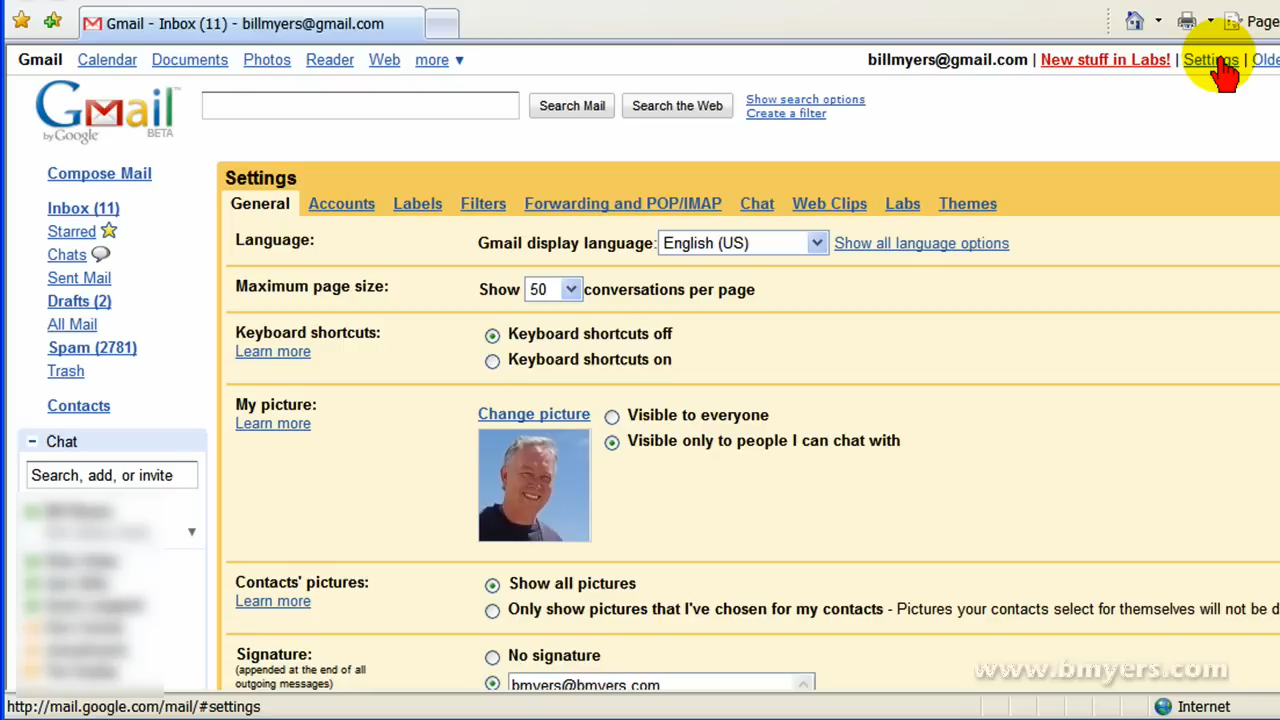 Gmail - Inbox (11) - billmyers@gmail.com
Page
Gmail Calendar Documents Photos Reader Web more ▼
billmyers@gmail.com | New stuff in Labs! | Settings | Olde
Gmail
by Google BETA
Search Mail
Search the Web
Show search options
Create a filter
Compose Mail
Inbox (11)
Starred
Chats
Sent Mail
Drafts (2)
All Mail
Spam (2781)
Trash
Contacts
Chat
Search, add, or invite
Settings
General Accounts Labels Filters Forwarding and POP/IMAP Chat Web Clips Labs Themes
Language:
Gmail display language: English (US) Show all language options
Maximum page size:
Show 50 conversations per page
Keyboard shortcuts:
Learn more
Keyboard shortcuts off
Keyboard shortcuts on
My picture:
Learn more
Change picture
Visible to everyone
Visible only to people I can chat with
Contacts' pictures:
Learn more
Show all pictures
Only show pictures that I've chosen for my contacts - Pictures your contacts select for themselves will not be d
Signature:
(appended at the end of all
outgoing messages)
No signature
bmyers@bmyers.com
www.bmyers.com
http://mail.google.com/mail/#settings
Internet